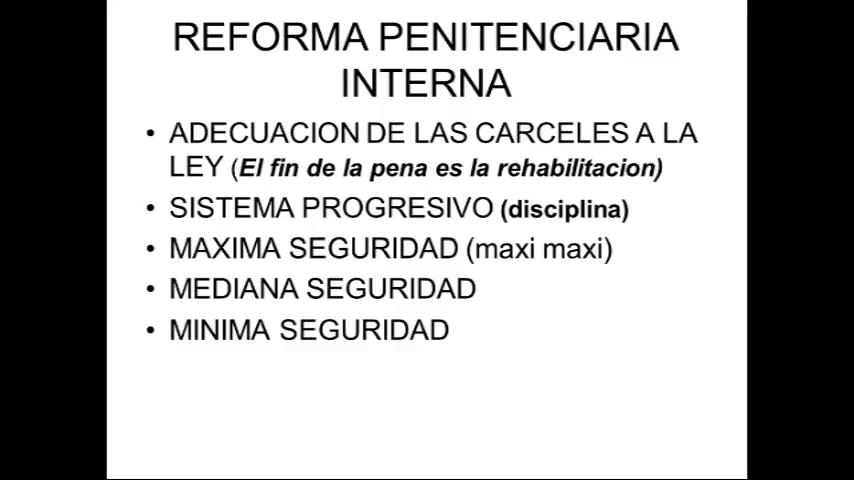 REFORMA PENITENCIARIA
INTERNA
• ADECUACION DE LAS CARCELES A LA
LEY (El fin de la pena es la rehabilitacion)
• SISTEMA PROGRESIVO (disciplina)
• MAXIMA SEGURIDAD (maxi maxi)
• MEDIANA SEGURIDAD
• MINIMA SEGURIDAD